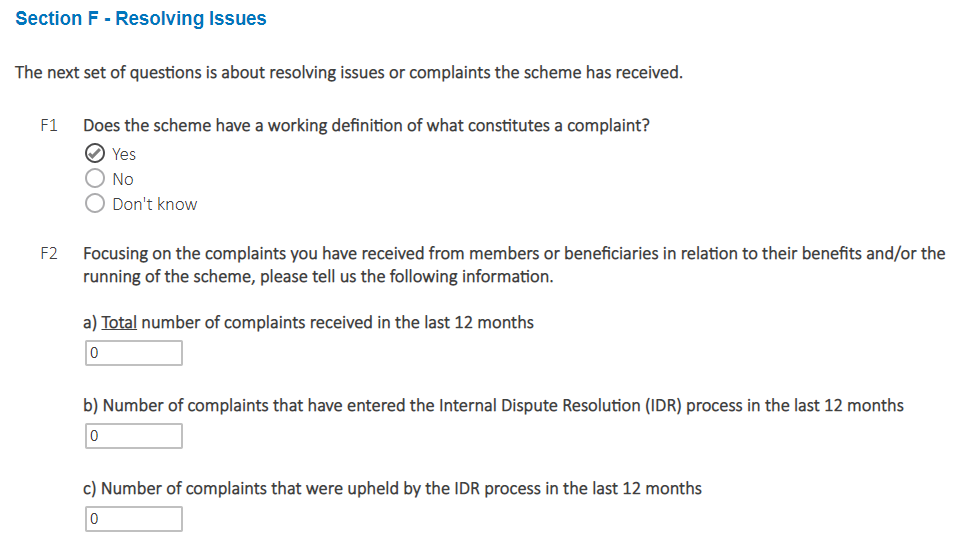 Section F - Resolving Issues
The next set of questions is about resolving issues or complaints the scheme has received.
F1 Does the scheme have a working definition of what constitutes a complaint?
Yes
No
Don't know
F2 Focusing on the complaints you have received from members or beneficiaries in relation to their benefits and/or the
running of the scheme, please tell us the following information.
a) Total number of complaints received in the last 12 months
0
b) Number of complaints that have entered the Internal Dispute Resolution (IDR) process in the last 12 months
0
c) Number of complaints that were upheld by the IDR process in the last 12 months
0